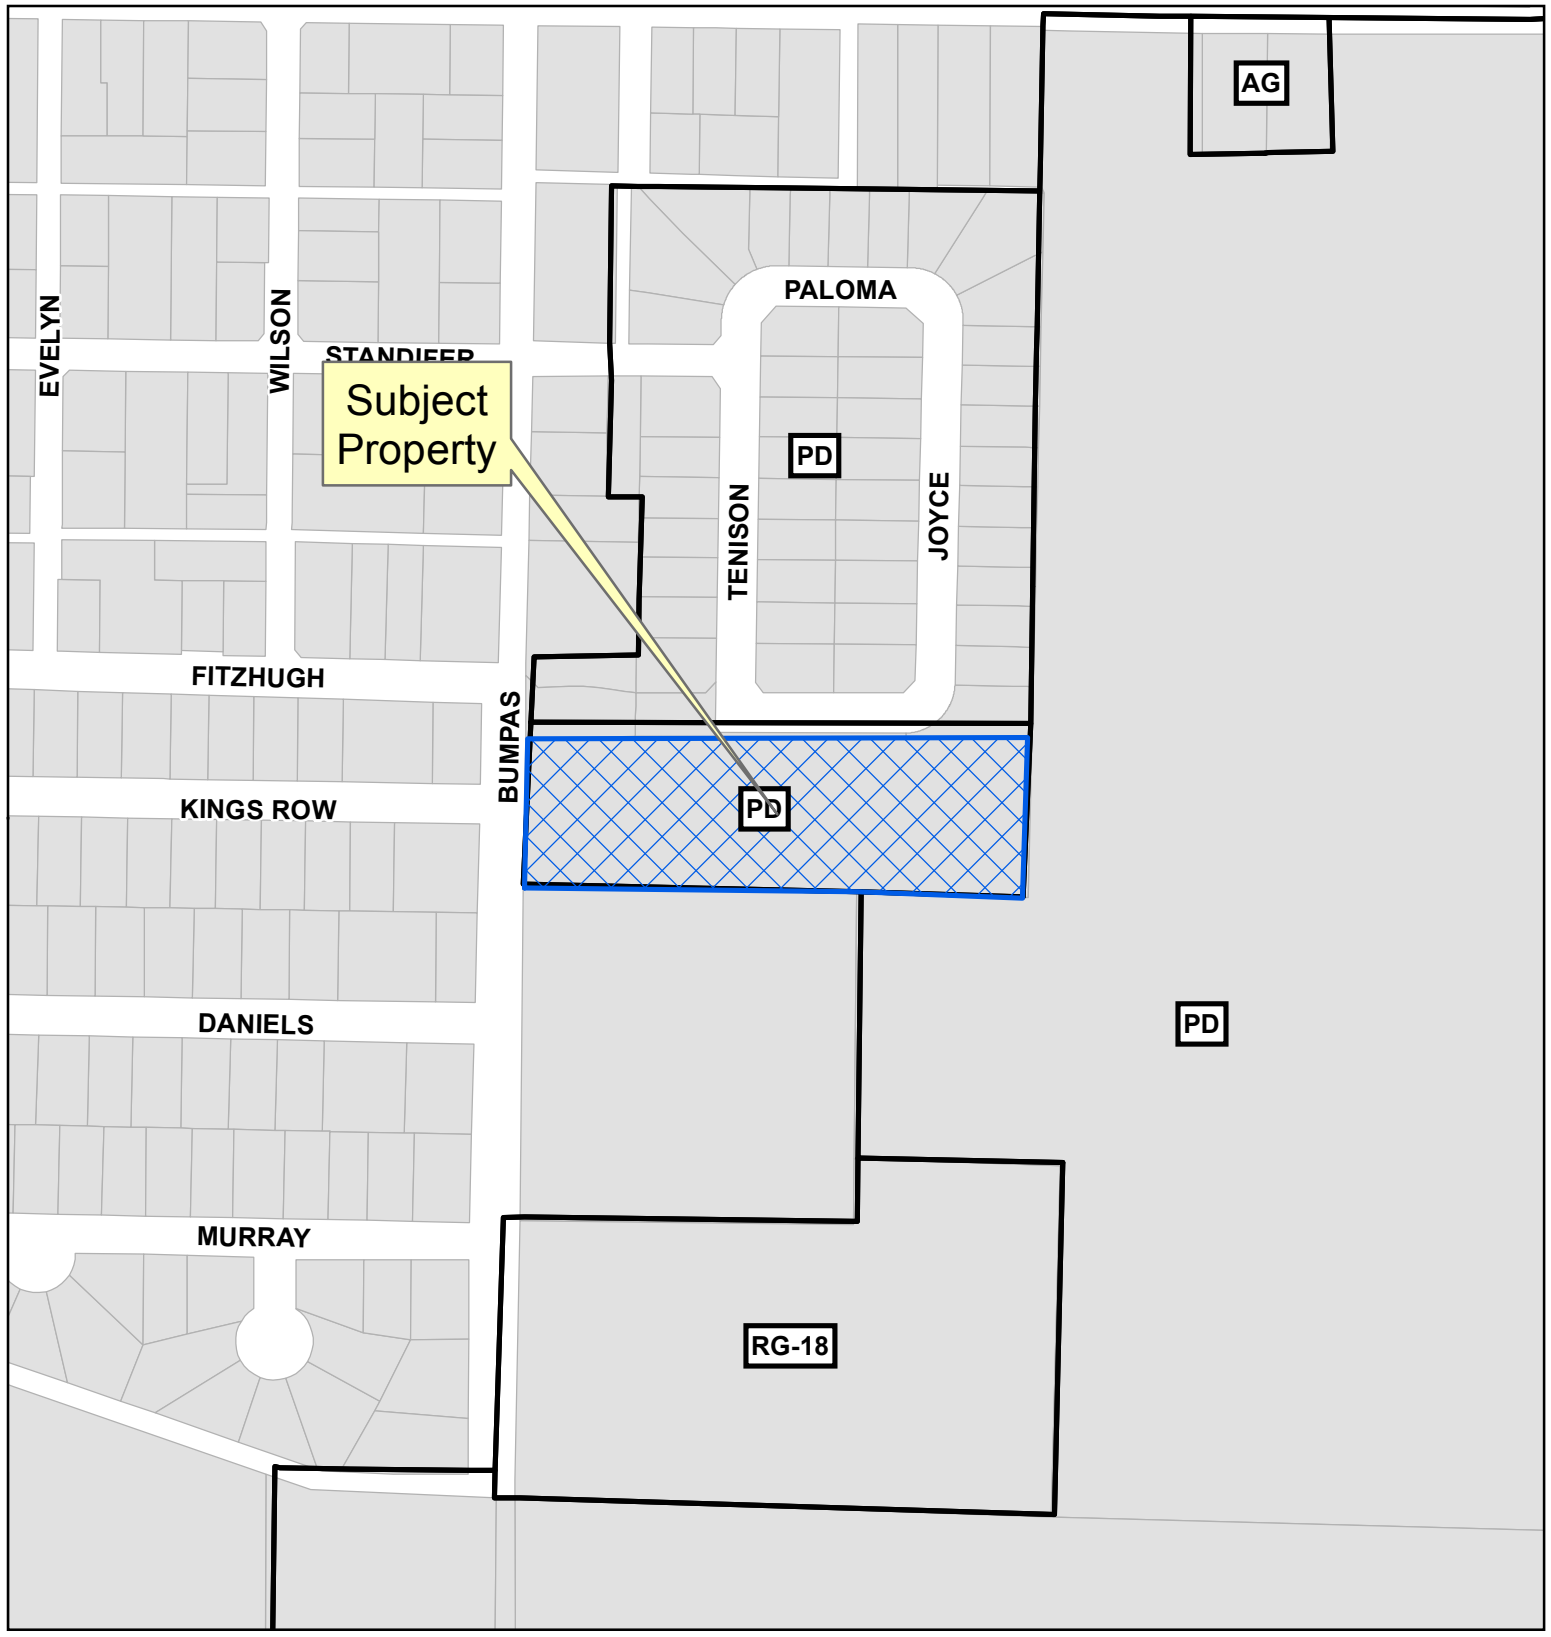 AG
PALOMA
EVELYN
WILSON
STANDIFER
Subject
Property
PD
TENISON
JOYCE
FITZHUGH
BUMPAS
KINGS ROW
PD
DANIELS
PD
MURRAY
RG-18